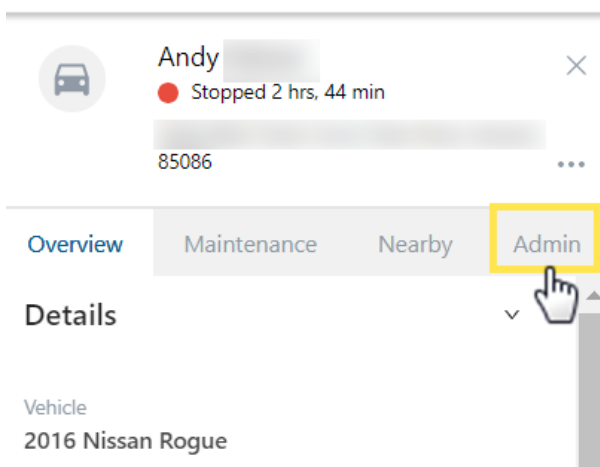 Andy
Stopped 2 hrs, 44 min
85086
Overview Maintenance Nearby Admin
Details
Vehicle
2016 Nissan Rogue